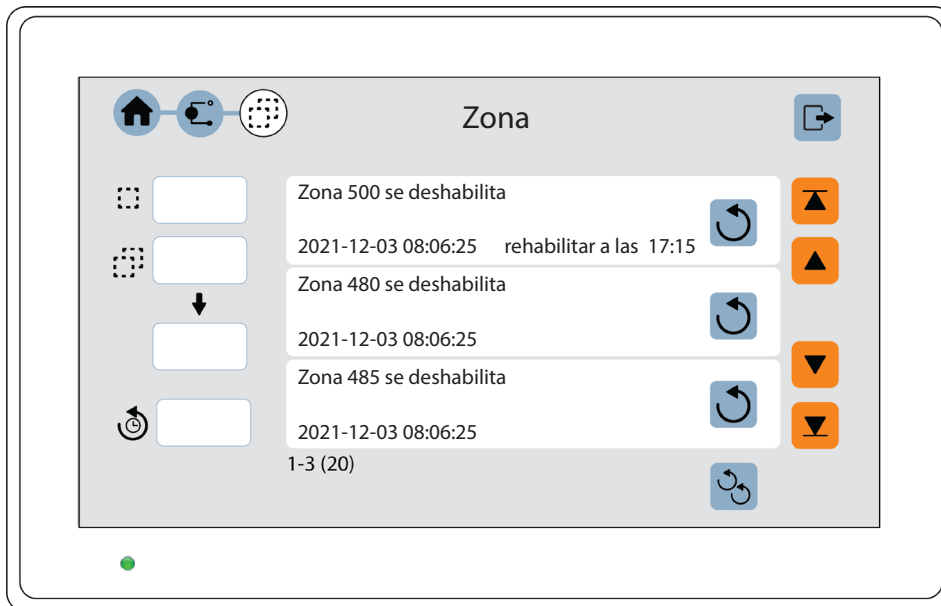 Zona
Zona 500 se deshabilita
2021-12-03 08:06:25 rehabilitar a las 17:15
Zona 480 se deshabilita
2021-12-03 08:06:25
Zona 485 se deshabilita
2021-12-03 08:06:25
1-3 (20)